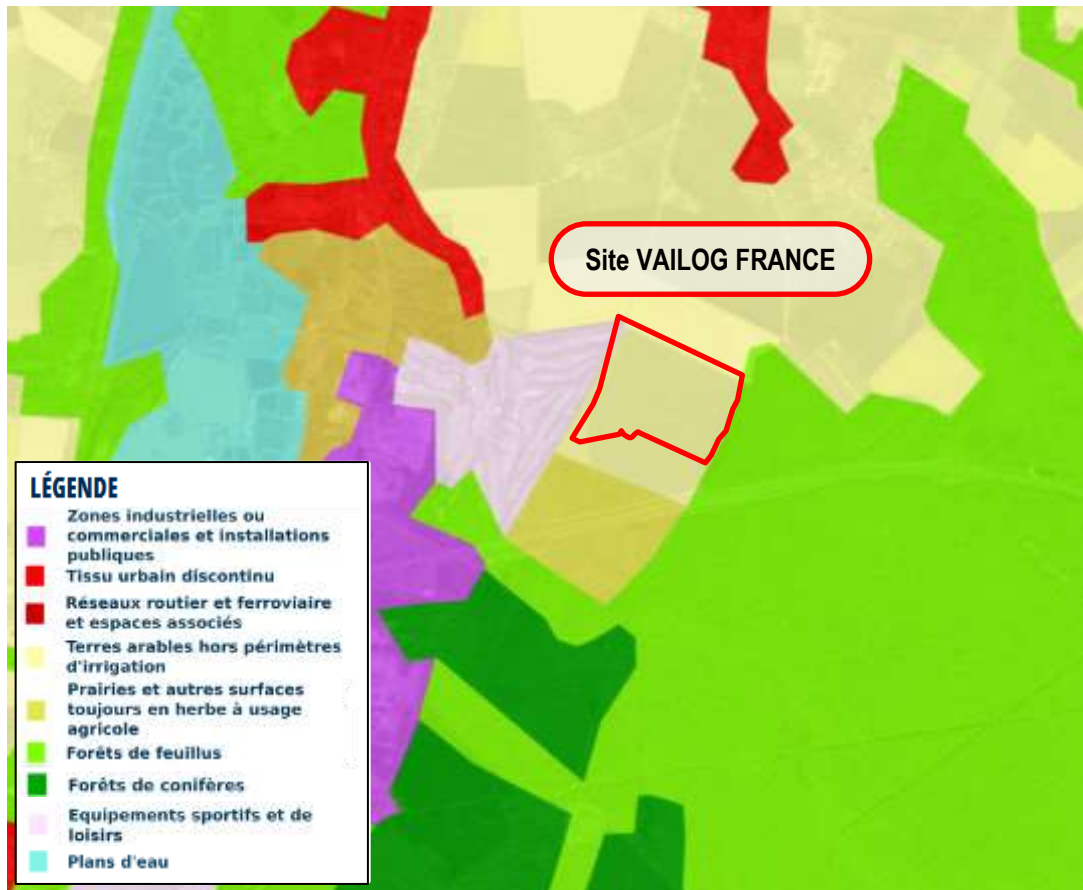 Site VAILOG FRANCE
LÉGENDE
Zones industrielles ou
commerciales et installations
publiques
Tissu urbain discontinu
Réseaux routier et ferroviaire
et espaces associés
Terres arables hors périmètres
d'irrigation
Prairies et autres surfaces
toujours en herbe à usage
agricole
Forêts de feuillus
Forêts de conifères
Equipements sportifs et de
loisirs
Plans d'eau